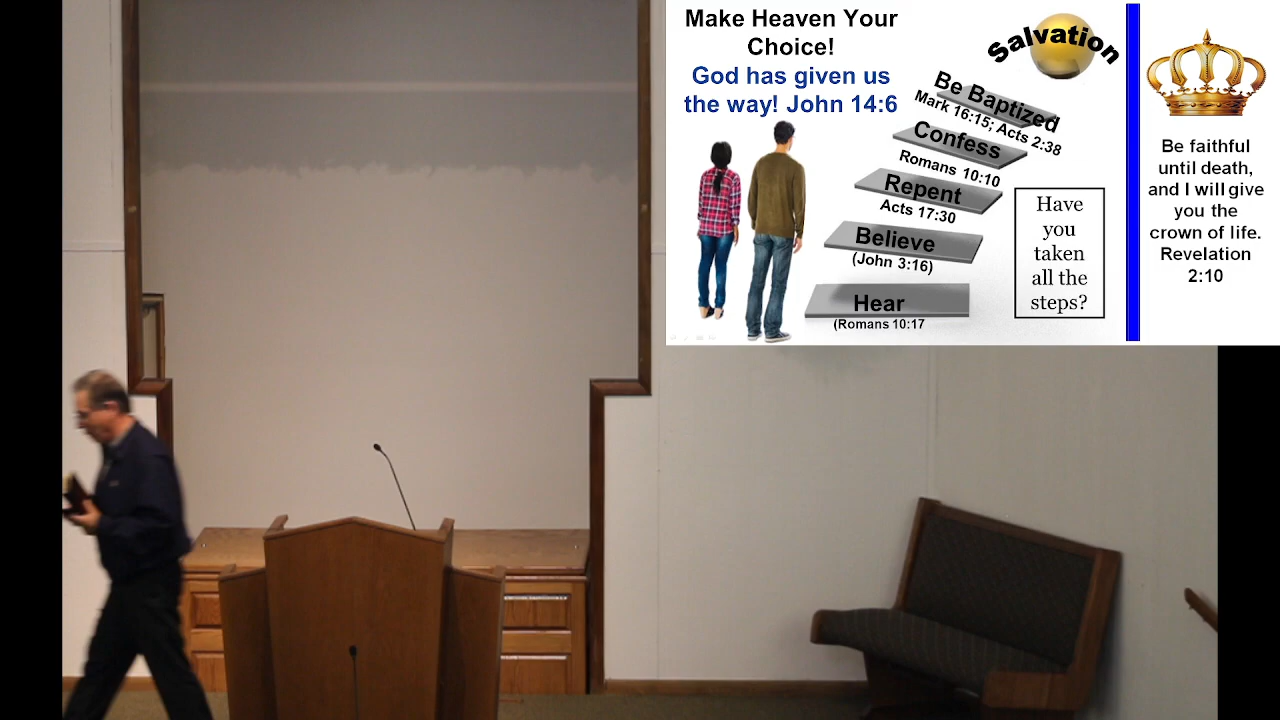 Make Heaven Your
Choice!
God has given us
the way! John 14:6
Salvation
Be Baptized
Mark 16:15; Acts 2:38
Confess
Romans 10:10
Repent
Acts 17:30
Believe
(John 3:16)
Hear
(Romans 10:17
Have
you
taken
all the
steps?
Be faithful
until death,
and I will give
you the
crown of life.
Revelation
2:10